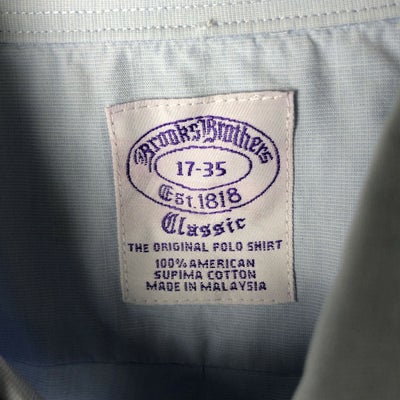 Brooks Brothers
17-35
Est. 1818
Classic
THE ORIGINAL POLO SHIRT
100% AMERICAN
SUPIMA COTTON
MADE IN MALAYSIA